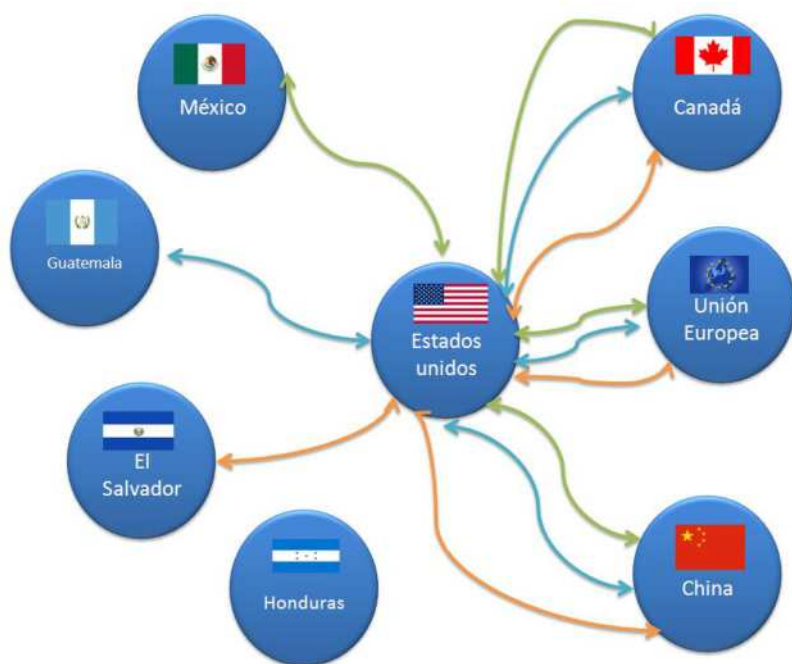 México
Canadá
Guatemala
Estados
unidos
Unión
Europea
El
Salvador
Honduras
China